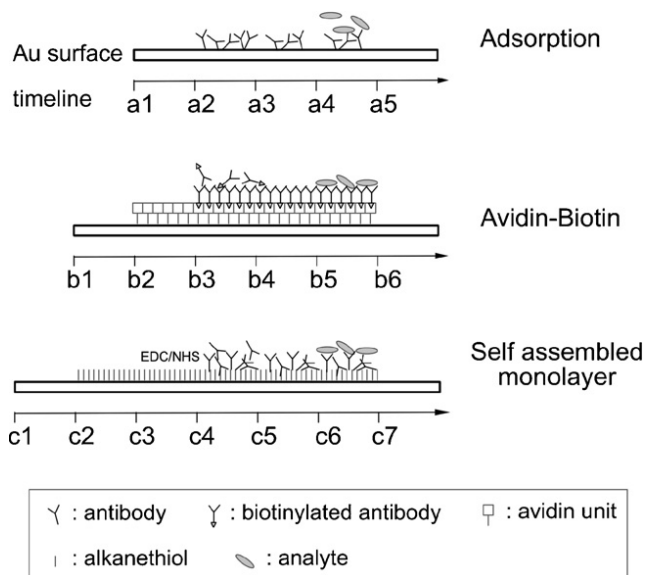 Adsorption
Au surface
timeline
a1 a2 a3 a4 a5
Avidin-Biotin
b1 b2 b3 b4 b5 b6
EDC/NHS
Self assembled
monolayer
c1 c2 c3 c4 c5 c6 c7
: antibody : biotinylated antibody : avidin unit
: alkanethiol : analyte